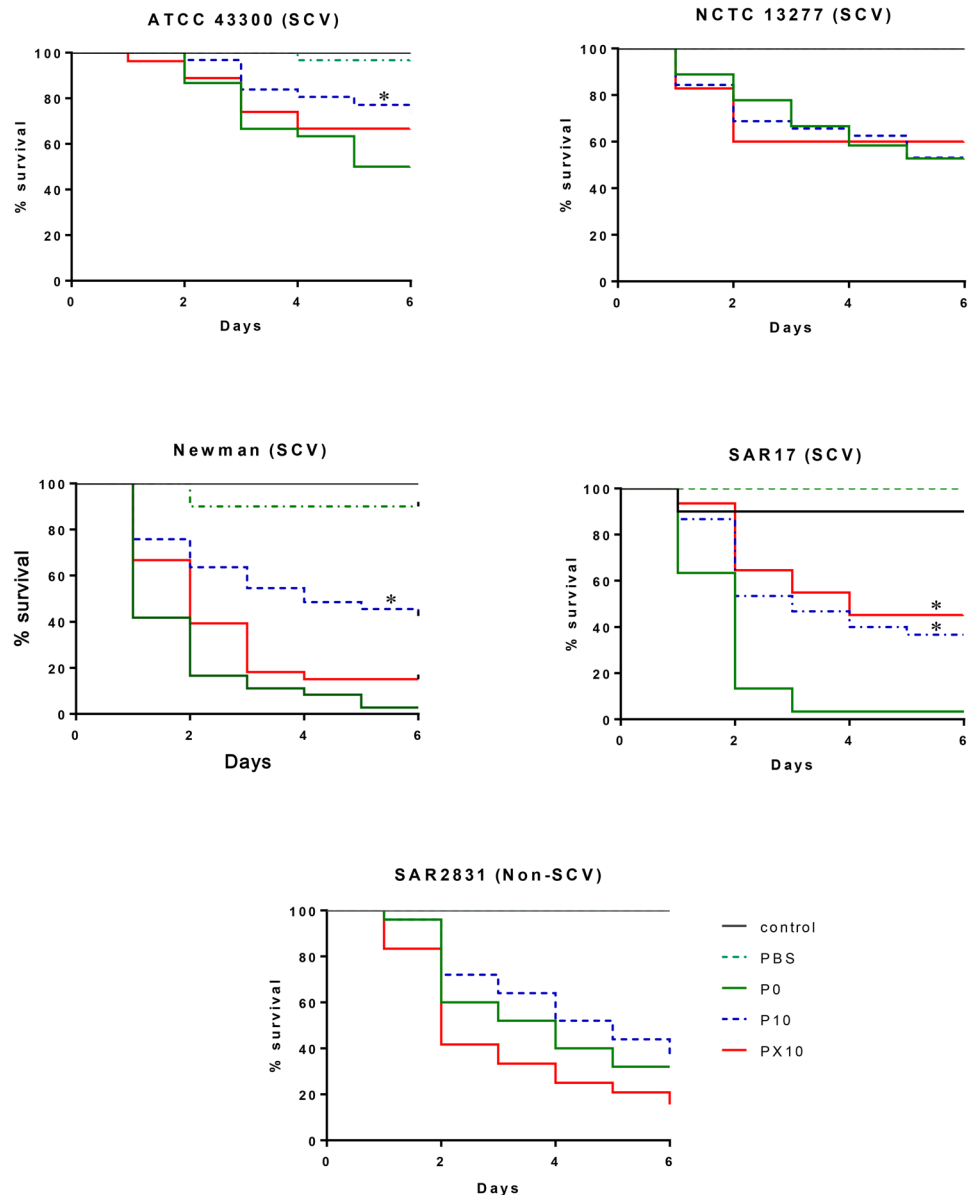 ATCC 43300 (SCV)
% survival
100
80
60
40
20
0
0 2 4 6
Days
*
NCTC 13277 (SCV)
% survival
100
80
60
40
20
0
0 2 4 6
Days
Newman (SCV)
% survival
100
80
60
40
20
0
0 2 4 6
Days
*
SAR17 (SCV)
% survival
100
80
60
40
20
0
0 2 4 6
Days
*
*
SAR2831 (Non-SCV)
% survival
100
80
60
40
20
0
0 2 4 6
Days
control
PBS
P0
P10
PX10